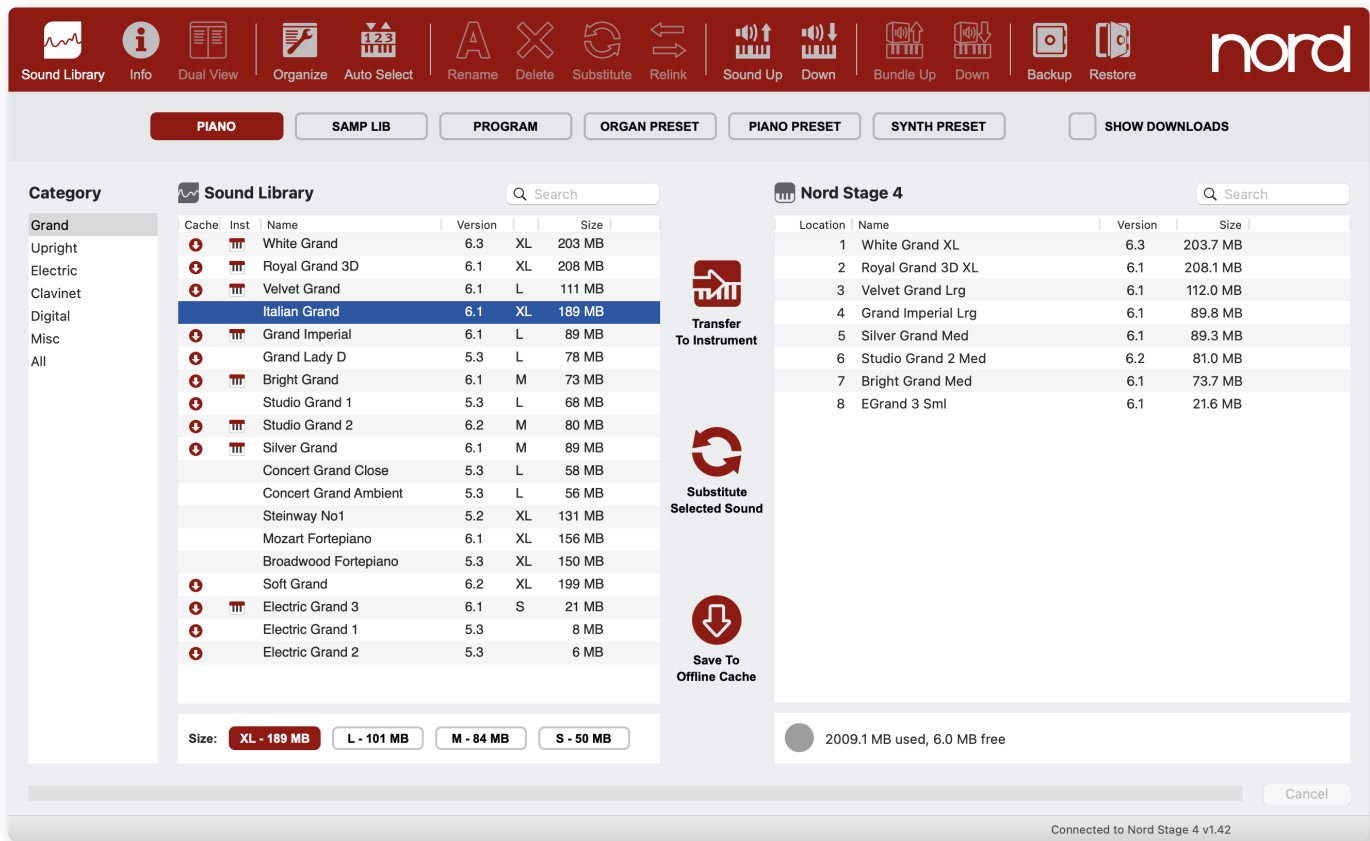 Sound Library Info Dual View Organize Auto Select Rename Delete Substitute Relink Sound Up Down Bundle Up Down Backup Restore nord
123
PIANO SAMP LIB PROGRAM ORGAN PRESET PIANO PRESET SYNTH PRESET SHOW DOWNLOADS
Category
Grand
Upright
Electric
Clavinet
Digital
Misc
All
Sound Library Search
Cache Inst Name Version Size
White Grand 6.3 XL 203 MB
Royal Grand 3D 6.1 XL 208 MB
Velvet Grand 6.1 L 111 MB
Italian Grand 6.1 XL 189 MB
Grand Imperial 6.1 L 89 MB
Grand Lady D 5.3 L 78 MB
Bright Grand 6.1 M 73 MB
Studio Grand 1 5.3 L 68 MB
Studio Grand 2 6.2 M 80 MB
Silver Grand 6.1 M 89 MB
Concert Grand Close 5.3 L 58 MB
Concert Grand Ambient 5.3 L 56 MB
Steinway No1 5.2 XL 131 MB
Mozart Fortepiano 6.1 XL 156 MB
Broadwood Fortepiano 5.3 XL 150 MB
Soft Grand 6.2 XL 199 MB
Electric Grand 3 6.1 S 21 MB
Electric Grand 1 5.3 8 MB
Electric Grand 2 5.3 6 MB
Size: XL - 189 MB L - 101 MB M - 84 MB S - 50 MB
Transfer
To Instrument
Substitute
Selected Sound
Save To
Offline Cache
Nord Stage 4 Search
Location Name Version Size
1 White Grand XL 6.3 203.7 MB
2 Royal Grand 3D XL 6.1 208.1 MB
3 Velvet Grand Lrg 6.1 112.0 MB
4 Grand Imperial Lrg 6.1 89.8 MB
5 Silver Grand Med 6.1 89.3 MB
6 Studio Grand 2 Med 6.2 81.0 MB
7 Bright Grand Med 6.1 73.7 MB
8 EGrand 3 Sml 6.1 21.6 MB
2009.1 MB used, 6.0 MB free
Cancel
Connected to Nord Stage 4 v1.42